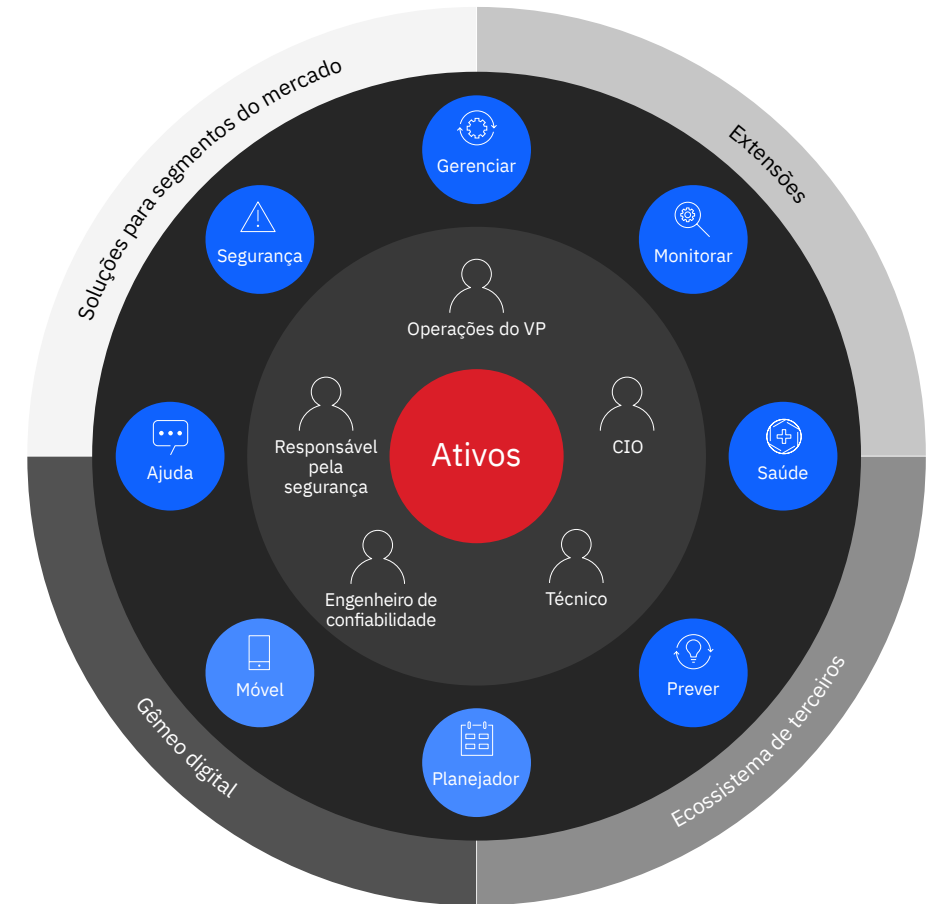 Soluções para segmentos do mercado
Extensões
Gerenciar
Segurança
Monitorar
Operações do VP
Responsável
pela
segurança
Ativos
CIO
Ajuda
Saúde
Engenheiro de
confiabilidade
Técnico
Móvel
Prever
Planejador
Gêmeo digital
Ecossistema de terceiros